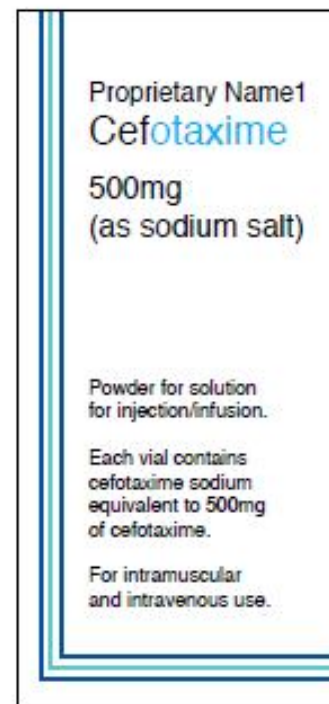 Proprietary Name1
Cefotaxime
500mg
(as sodium salt)
Powder for solution
for injection/infusion.
Each vial contains
cefotaxime sodium
equivalent to 500mg
of cefotaxime.
For intramuscular
and intravenous use.